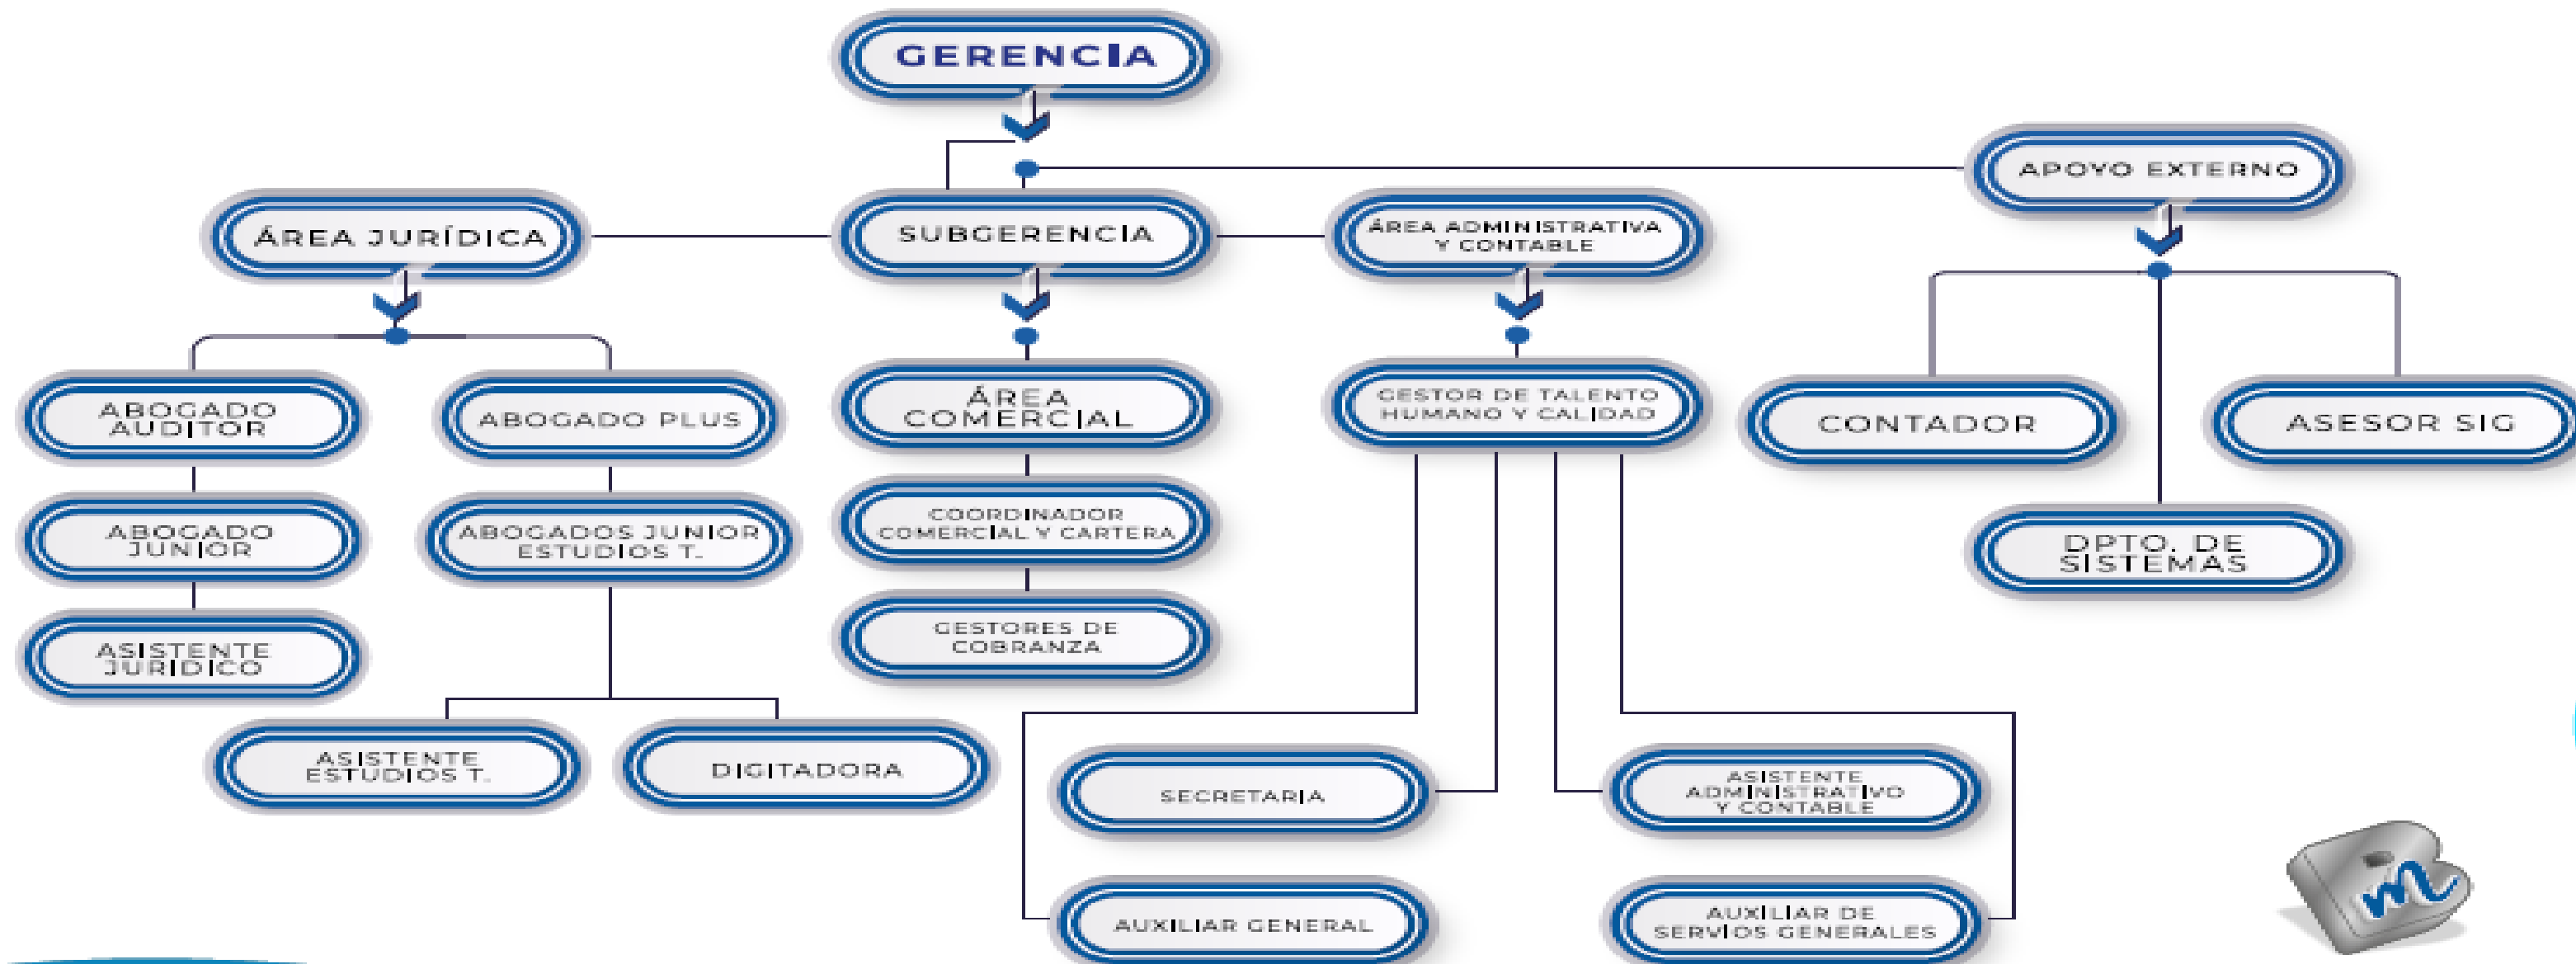 GERENCIA
APOYO EXTERNO
ÁREA JURÍDICA
SUBGERENCIA
ÁREA ADMINISTRATIVA
Y CONTABLE
ABOGADO
AUDITOR
ABOGADO PLUS
ÁREA
COMERCIAL
GESTOR DE TALENTO
HUMANO Y CALIDAD
CONTADOR
ASESOR SIG
ABOGADO
JUNIOR
ABOGADOS JUNIOR
ESTUDIOS T.
COORDINADOR
COMERCIAL Y CARTERA
DPTO. DE
SISTEMAS
ASISTENTE
JURIDICO
GESTORES DE
COBRANZA
ASISTENTE
ESTUDIOS T.
DIGITADORA
SECRETARIA
ASISTENTE
ADMINISTRATIVO
Y CONTABLE
AUXILIAR GENERAL
AUXILIAR DE
SERVIOS GENERALES
m